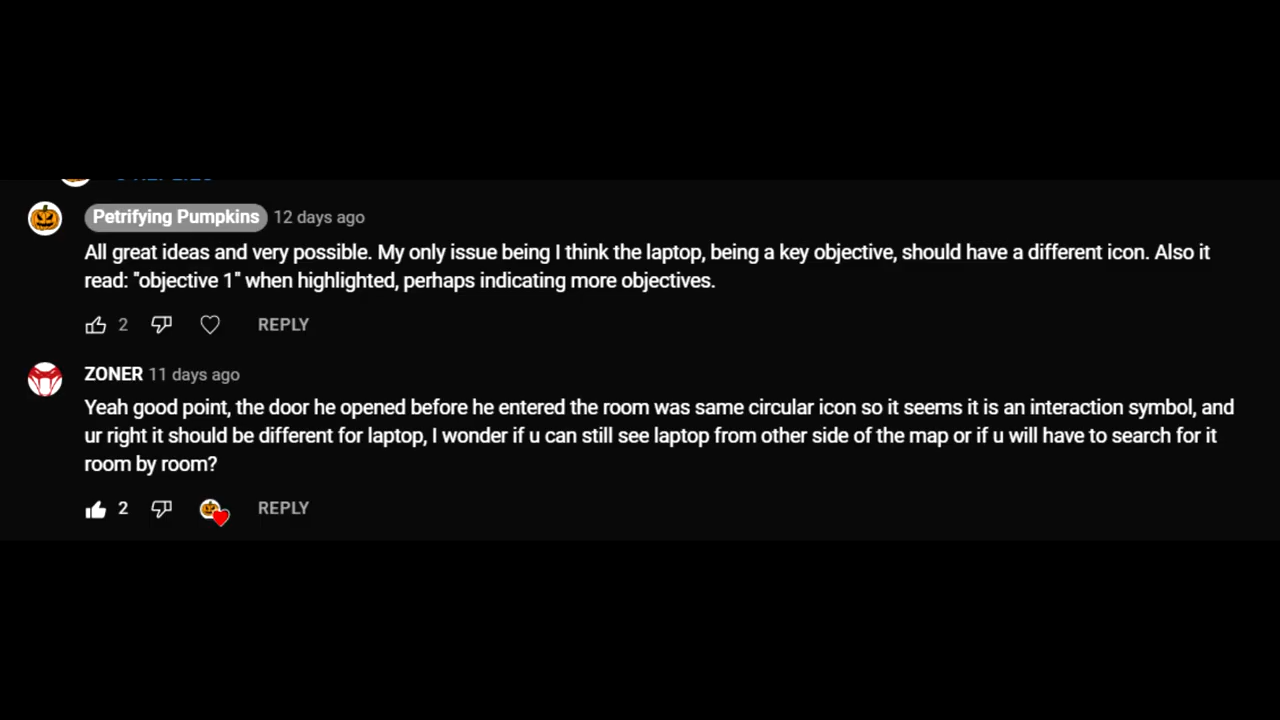 Petrifying Pumpkins 12 days ago
All great ideas and very possible. My only issue being I think the laptop, being a key objective, should have a different icon. Also it
read: "objective 1" when highlighted, perhaps indicating more objectives.
2 REPLY
ZONER 11 days ago
Yeah good point, the door he opened before he entered the room was same circular icon so it seems it is an interaction symbol, and
ur right it should be different for laptop, I wonder if u can still see laptop from other side of the map or if u will have to search for it
room by room?
2 REPLY